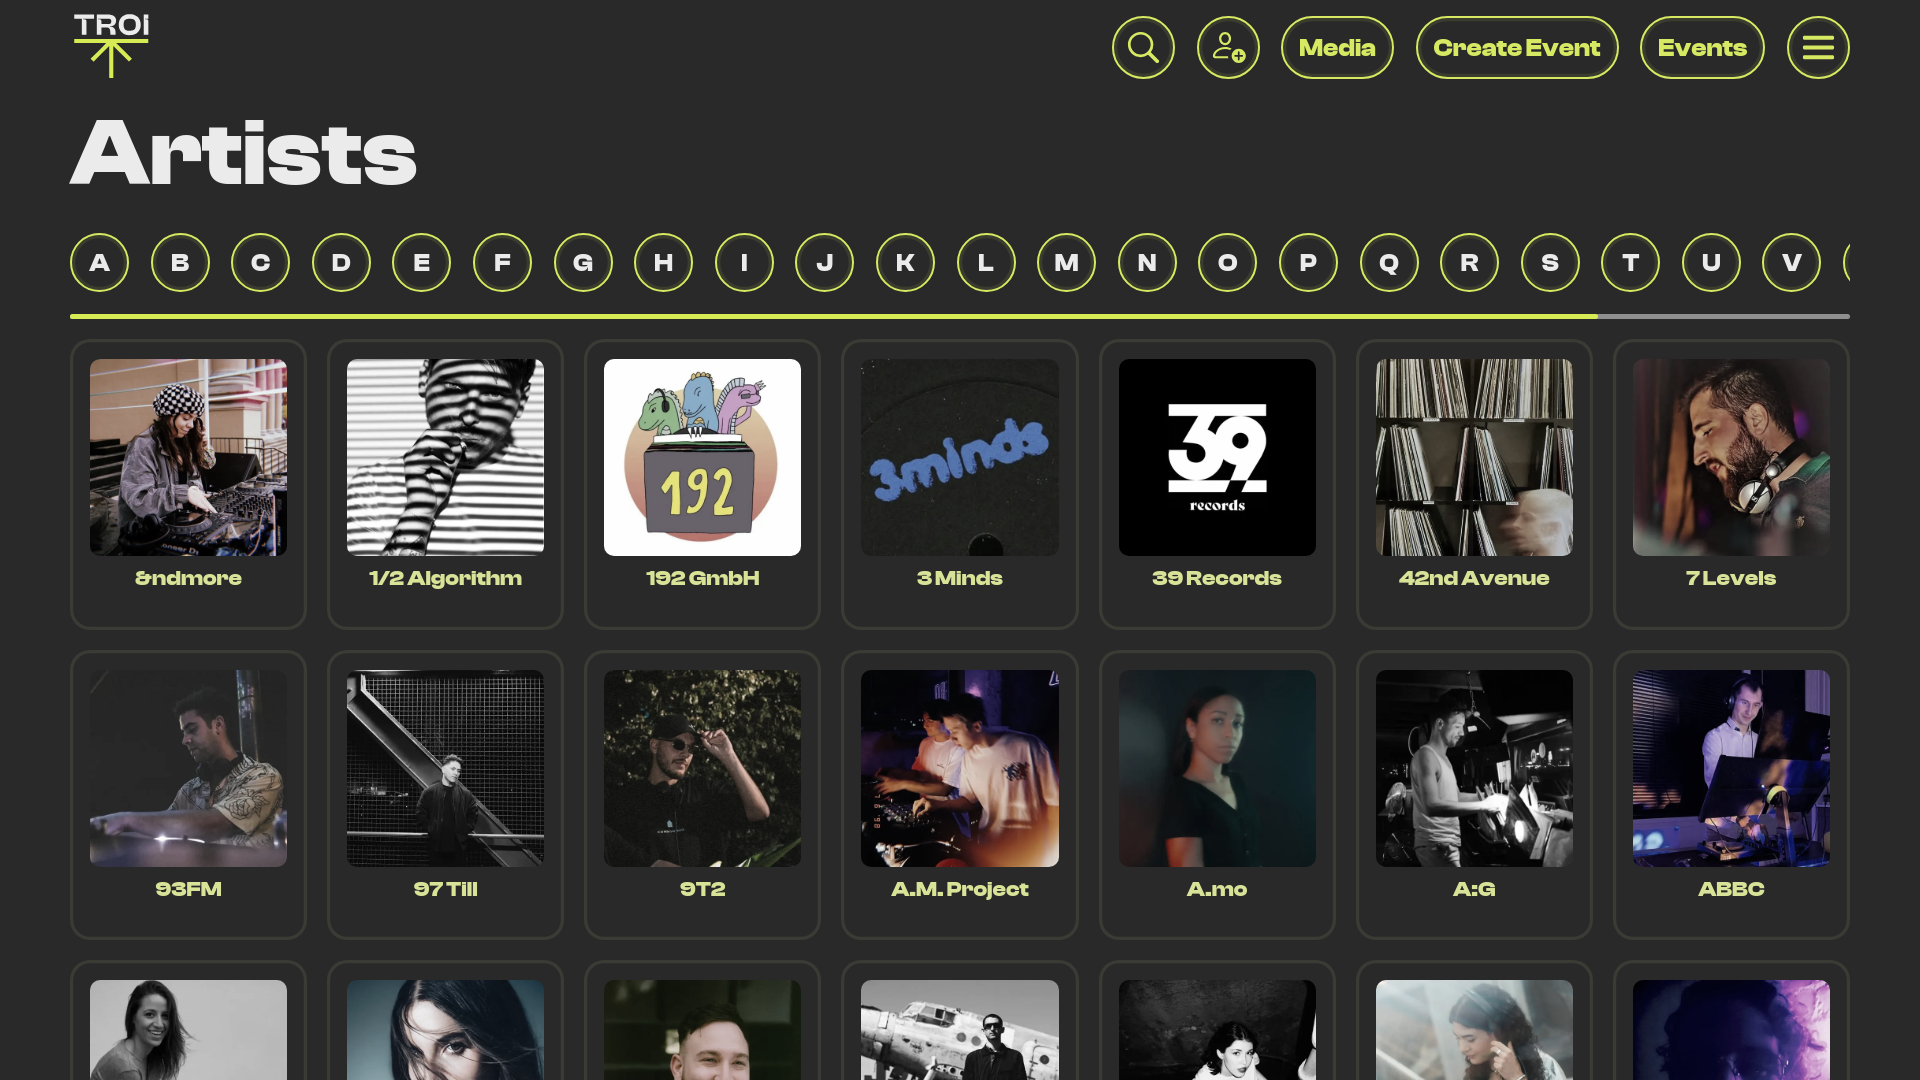 TROI
Media
Create Event
Events
Artists
A B C D E F G H I J K L M N O P Q R S T U V
192
3minds
39
records
&ndmore
1/2 Algorithm
192 GmbH
3 Minds
39 Records
42nd Avenue
7 Levels
93FM
97 Till
9T2
A.M. Project
A.mo
A:G
ABBC